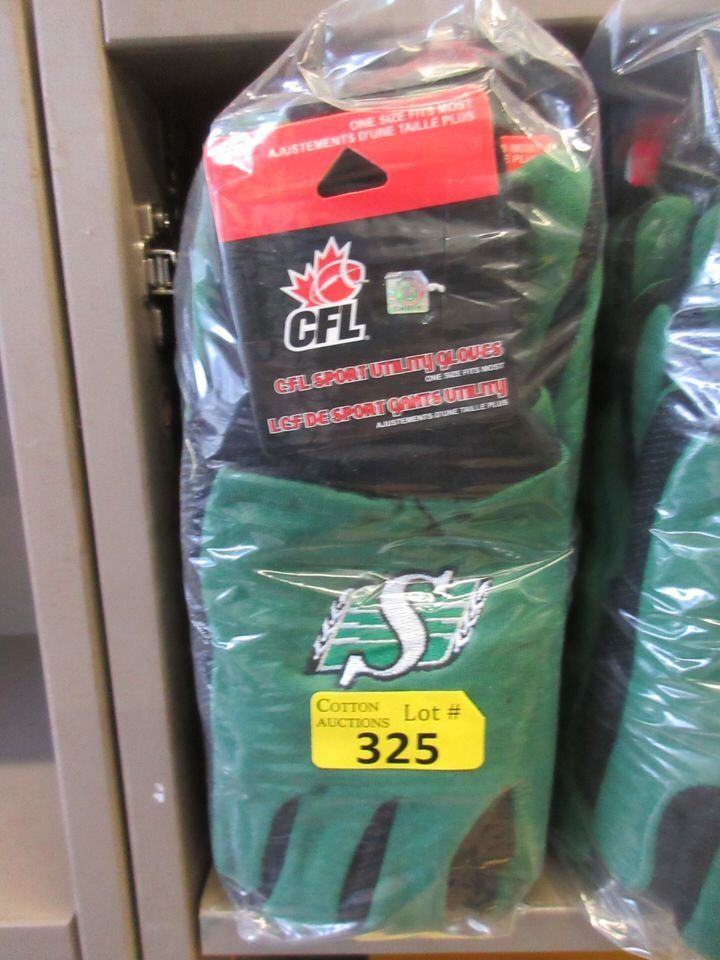 ONE SIZE FITS MOST
AJUSTEMENTS D'UNE TAILLE PLUS
CFL
CFL SPORT UTILITY GLOVES
ONE SIZE FITS MOST
LCF DE SPORT GANTS UTILITY
AJUSTEMENTS D'UNE TAILLE PLUS
S
COTTON
AUCTIONS Lot #
325